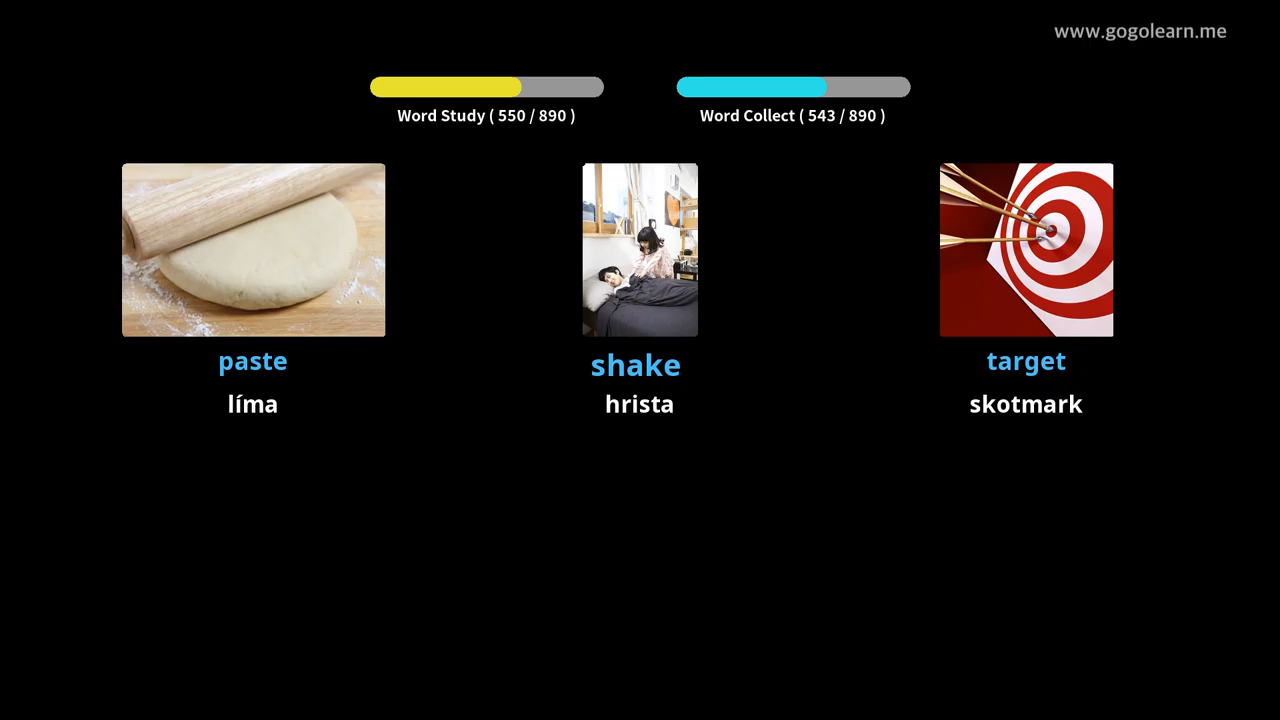 www.gogolearn.me
Word Study ( 550 / 890 )
Word Collect ( 543 / 890 )
paste
shake
target
líma
hrista
skotmark